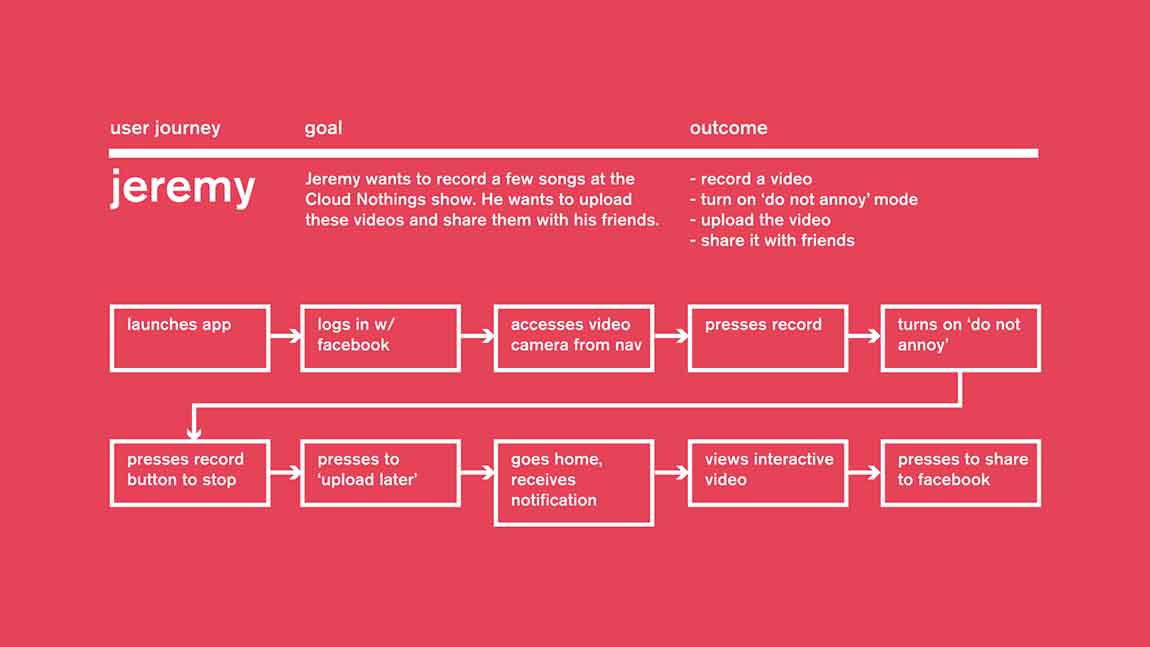 user journey
goal
outcome
jeremy
Jeremy wants to record a few songs at the
Cloud Nothings show. He wants to upload
these videos and share them with his friends.
- record a video
- turn on ‘do not annoy’ mode
- upload the video
- share it with friends
launches app
logs in w/
facebook
accesses video
camera from nav
presses record
turns on ‘do not
annoy’
presses record
button to stop
presses to
‘upload later’
goes home,
receives
notification
views interactive
video
presses to share
to facebook